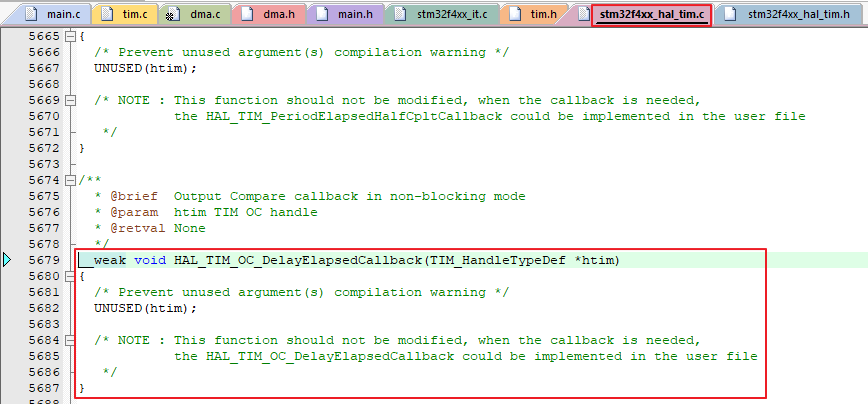 main.c tim.c dma.c dma.h main.h stm32f4xx_it.c tim.h stm32f4xx_hal_tim.c stm32f4xx_hal_tim.h
5665 {
5666 /* Prevent unused argument(s) compilation warning */
5667 UNUSED(htim);
5668
5669 /* NOTE : This function should not be modified, when the callback is needed,
5670 the HAL_TIM_PeriodElapsedHalfCpltCallback could be implemented in the user file
5671 */
5672 }
5673
5674 /**
5675 * @brief Output Compare callback in non-blocking mode
5676 * @param htim TIM OC handle
5677 * @retval None
5678 */
5679 __weak void HAL_TIM_OC_DelayElapsedCallback(TIM_HandleTypeDef *htim)
5680 {
5681 /* Prevent unused argument(s) compilation warning */
5682 UNUSED(htim);
5683
5684 /* NOTE : This function should not be modified, when the callback is needed,
5685 the HAL_TIM_OC_DelayElapsedCallback could be implemented in the user file
5686 */
5687 }
5688